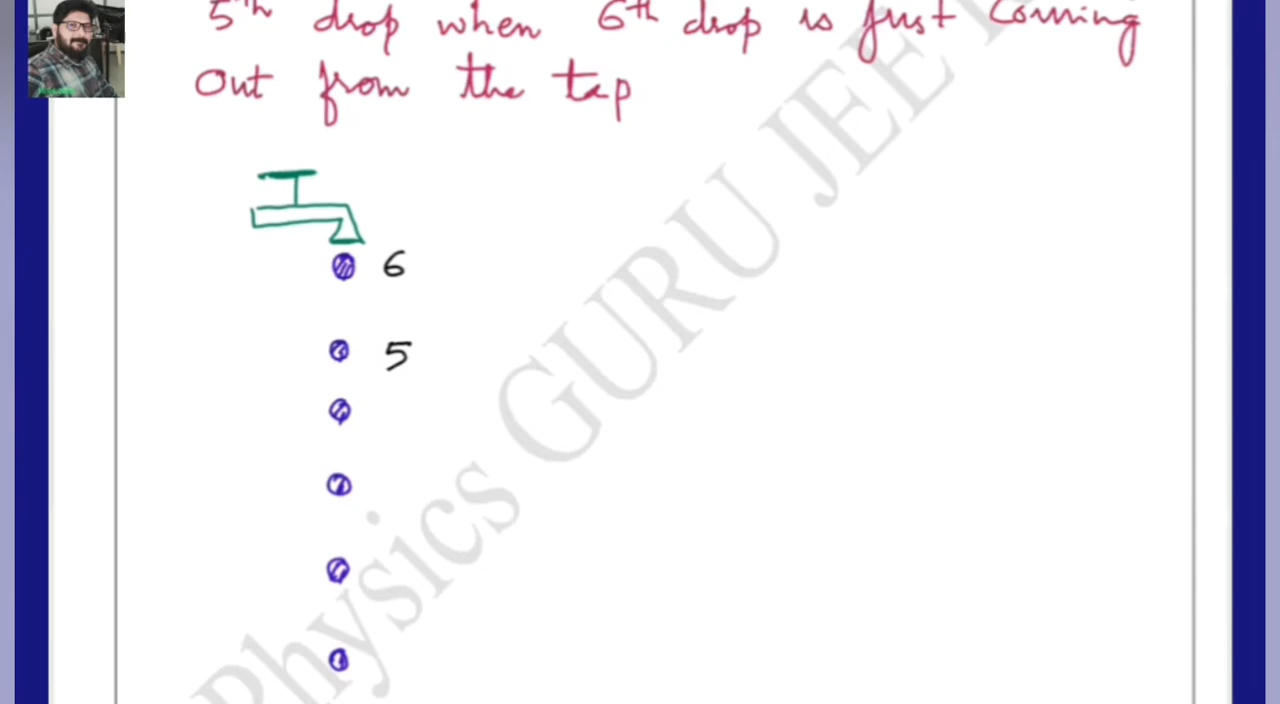 5th drop when 6th drop is just coming
out from the tap
6
5
Physics GURU JEE